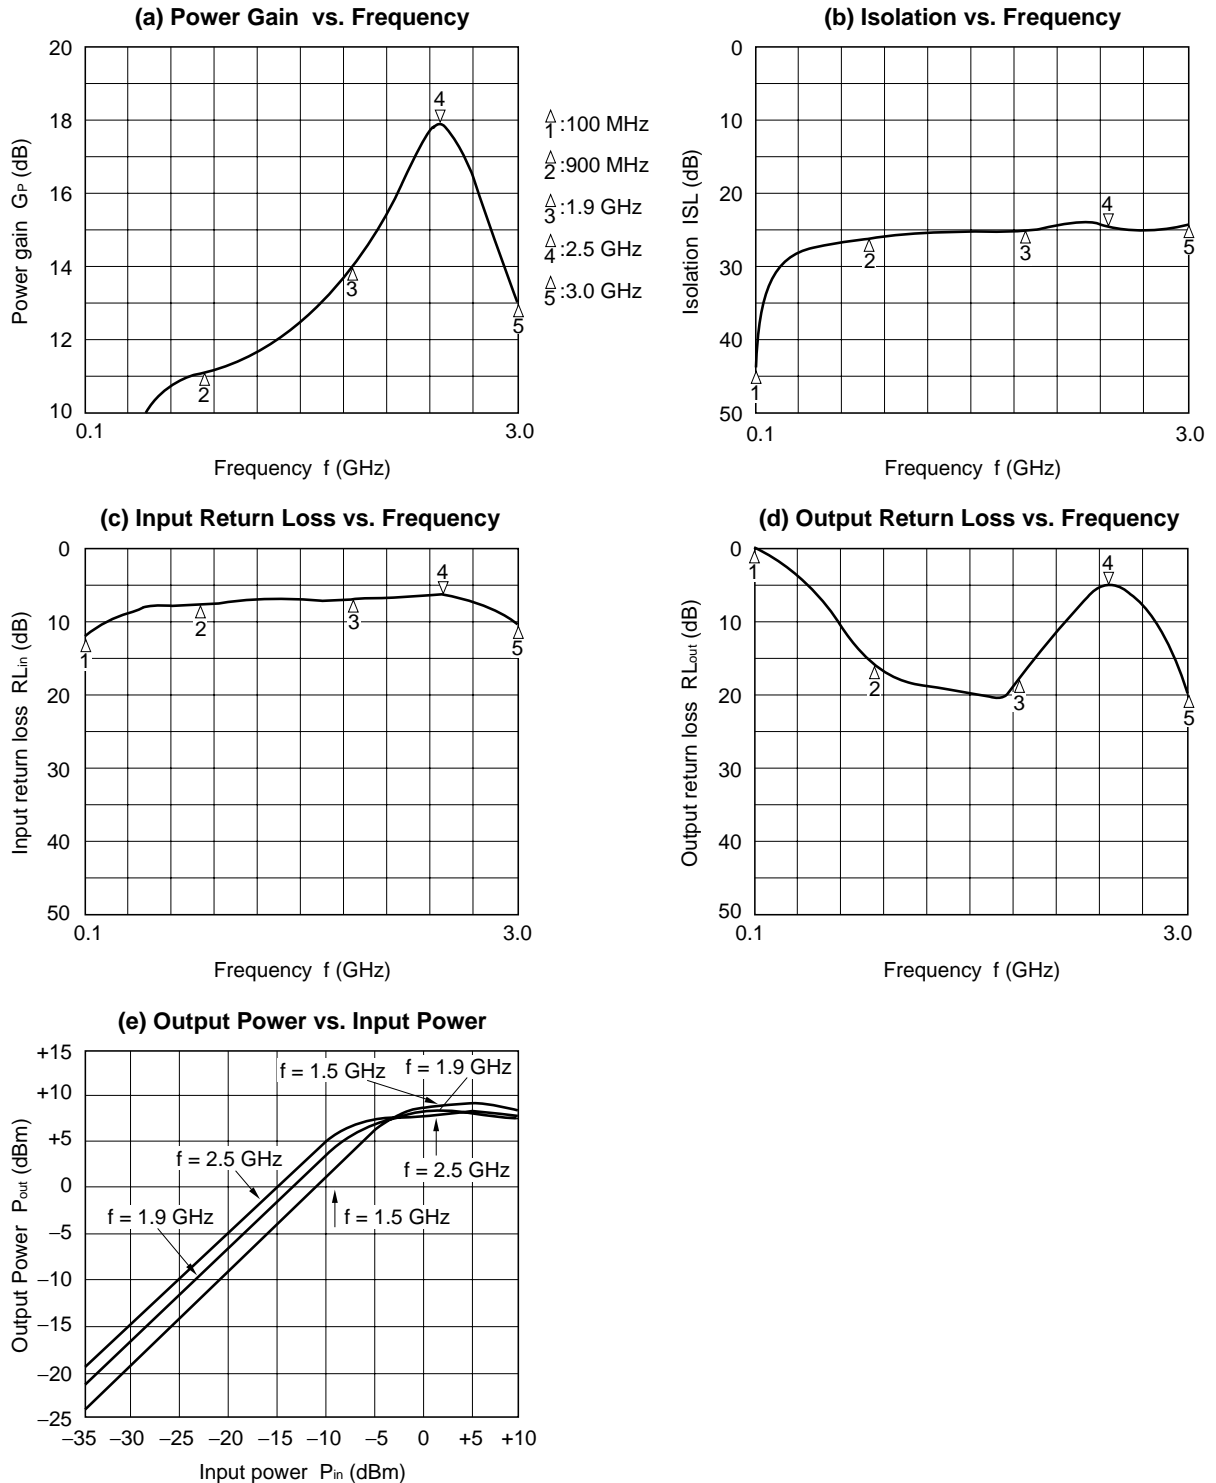 (a) Power Gain vs. Frequency
20
18
16
14
12
10
Power gain GP (dB)
4
3
2
5
0.1
3.0
Frequency f (GHz)
1:100 MHz
2:900 MHz
3:1.9 GHz
4:2.5 GHz
5:3.0 GHz
(b) Isolation vs. Frequency
0
10
20
30
40
50
Isolation ISL (dB)
4
2
3
5
1
0.1
3.0
Frequency f (GHz)
(c) Input Return Loss vs. Frequency
0
10
20
30
40
50
Input return loss RLin (dB)
4
1
2
3
5
0.1
3.0
Frequency f (GHz)
(d) Output Return Loss vs. Frequency
0
10
20
30
40
50
Output return loss RLout (dB)
1
4
2
3
5
0.1
3.0
Frequency f (GHz)
(e) Output Power vs. Input Power
+15
+10
+5
0
−5
−10
−15
−20
−25
Output Power Pout (dBm)
f = 1.9 GHz
f = 1.5 GHz
f = 2.5 GHz
f = 2.5 GHz
f = 1.9 GHz
f = 1.5 GHz
−35 −30 −25 −20 −15 −10 −5 0 +5 +10
Input power Pin (dBm)